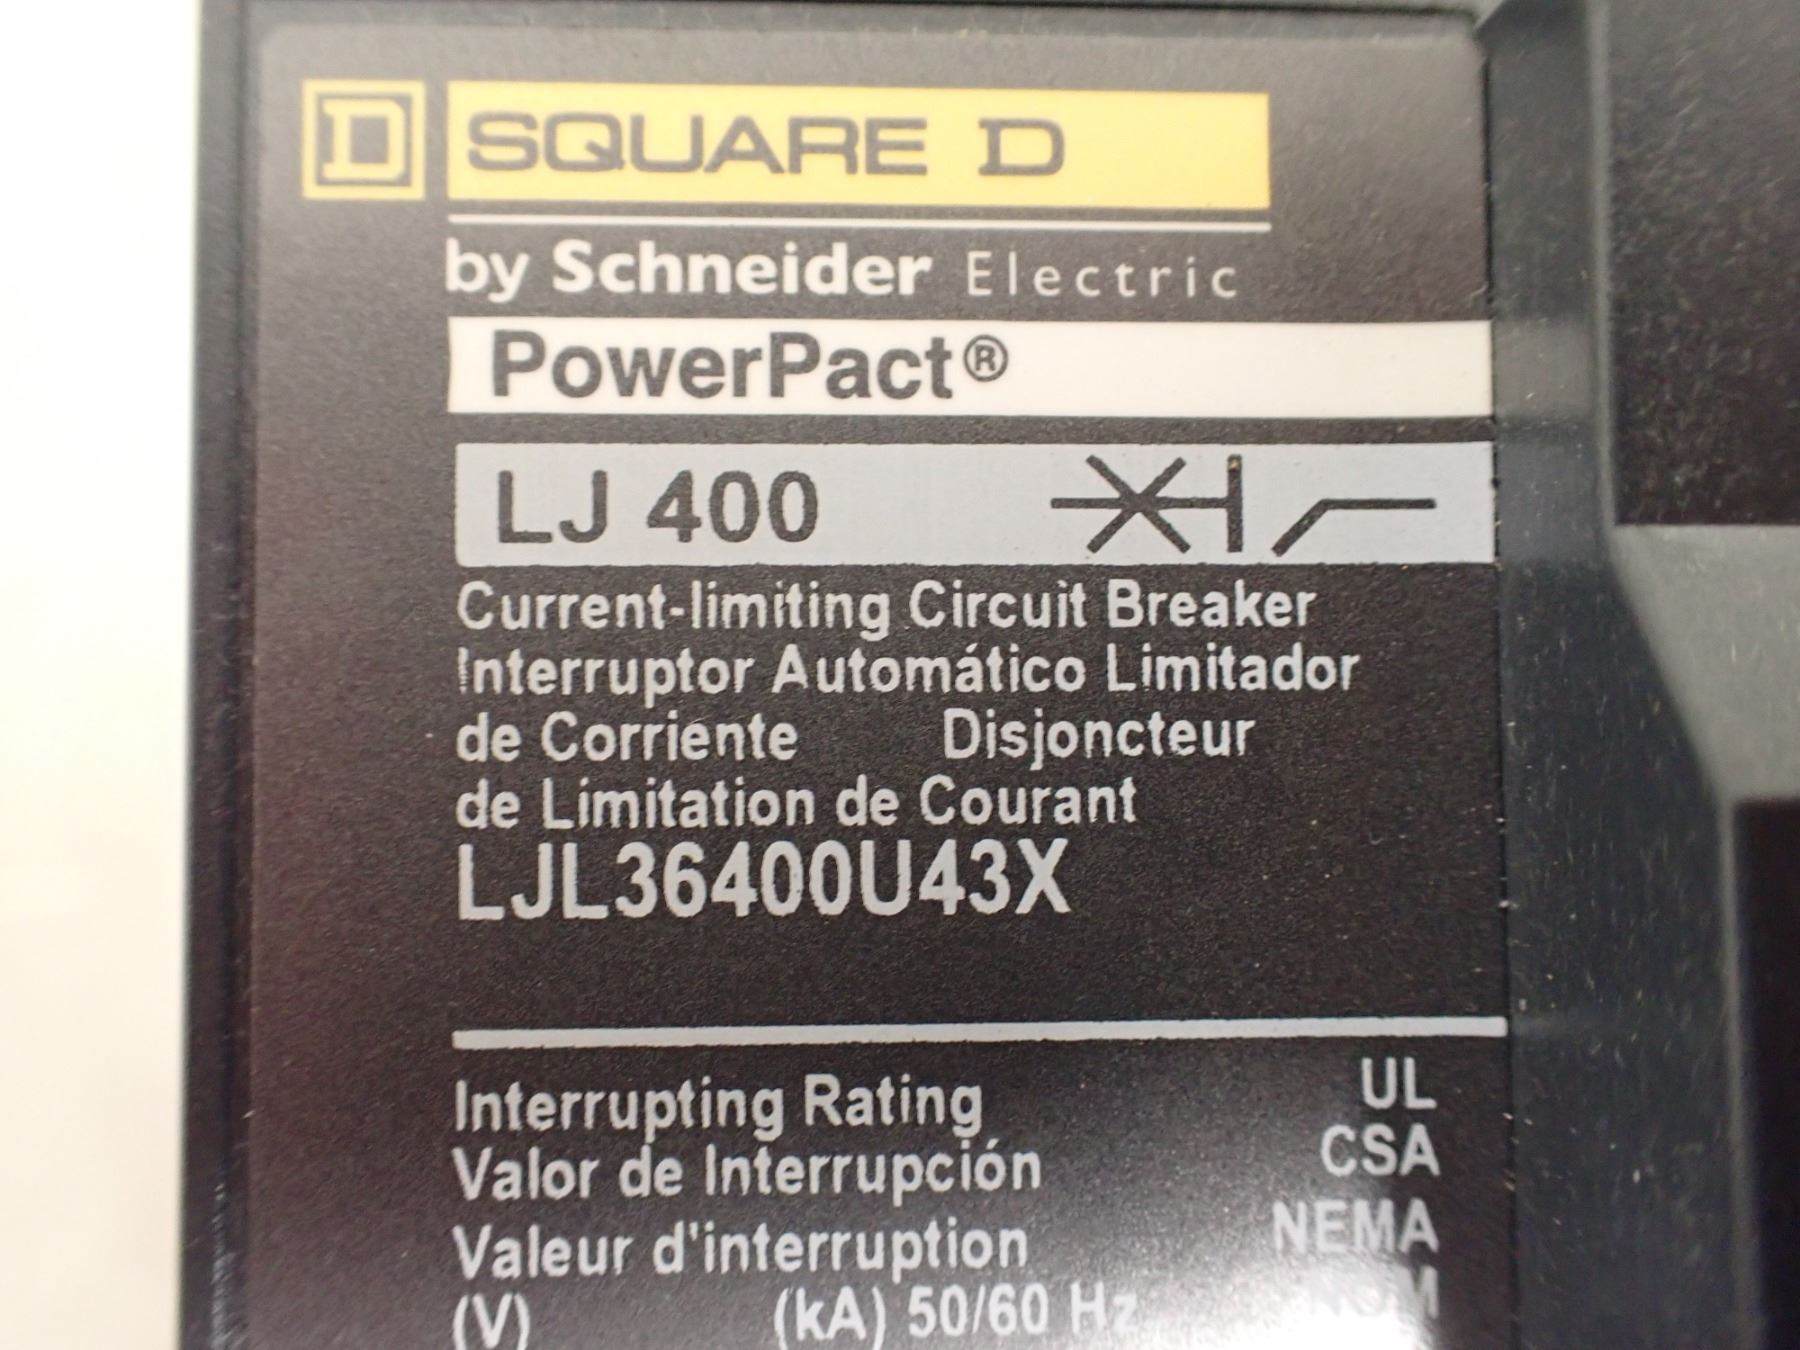 D SQUARE D
by Schneider Electric
PowerPact®
LJ 400
Current-limiting Circuit Breaker
Interruptor Automático Limitador
de Corriente Disjoncteur
de Limitation de Courant
LJL36400U43X
Interrupting Rating UL
Valor de Interrupción CSA
Valeur d'interruption NEMA
(V) (kA) 50/60 Hz NOM